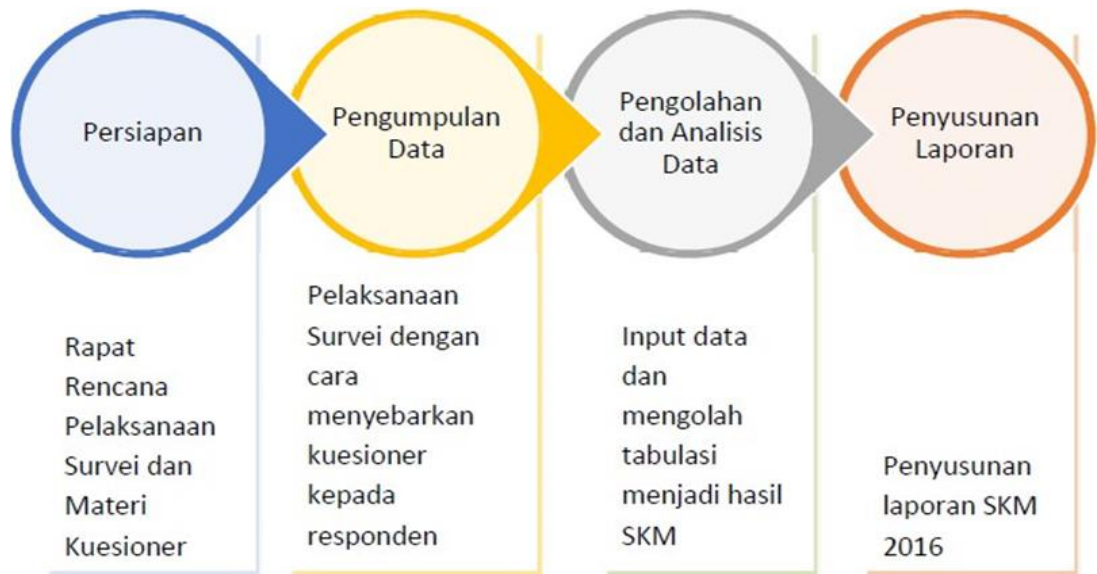 Persiapan
Rapat
Rencana
Pelaksanaan
Survei dan
Materi
Kuesioner
Pengumpulan
Data
Pelaksanaan
Survei dengan
cara
menyebarkan
kuesioner
kepada
responden
Pengolahan
dan Analisis
Data
Input data
dan
mengolah
tabulasi
menjadi hasil
SKM
Penyusunan
Laporan
Penyusunan
laporan SKM
2016